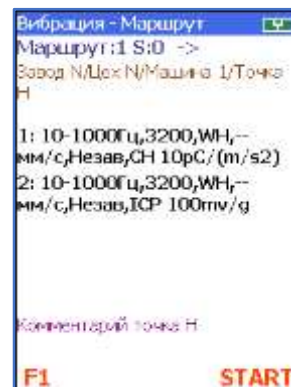 Вибрация - Маршрут
Маршрут:1 S:0 ->
Завод N/Цех N/Машина 1/Точка
Н
1: 10-1000Гц,3200,WH,--
мм/с,Незав,CH 10pC/(m/s2)
2: 10-1000Гц,3200,WH,--
мм/с,Незав,ICP 100mv/g
Комментарий точка Н
F1
START